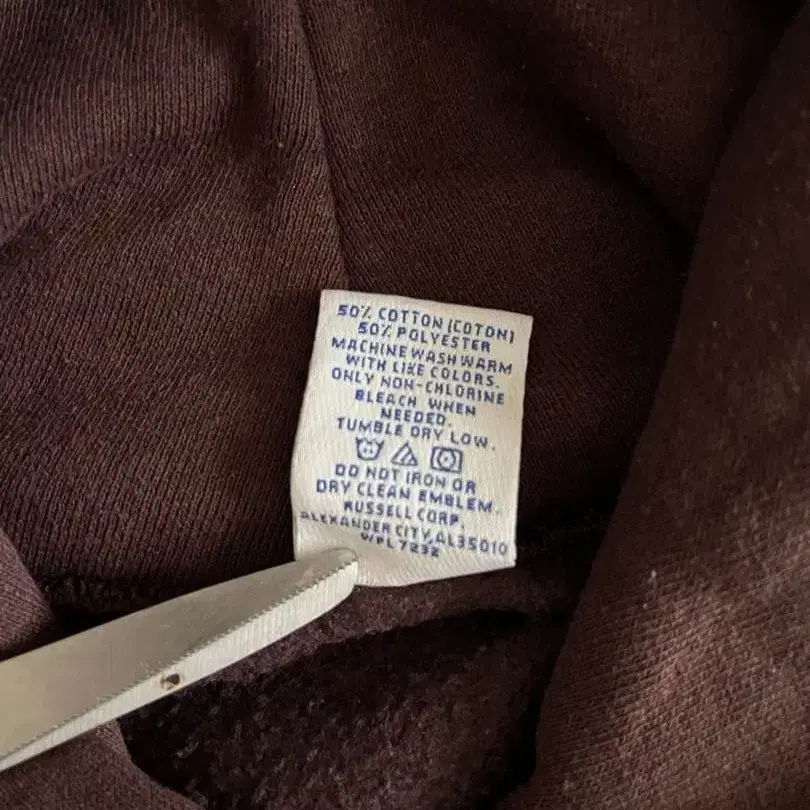 50% COTTON (COTON)
50% POLYESTER
MACHINE WASH WARM
WITH LIKE COLORS.
ONLY NON-CHLORINE
BLEACH WHEN
NEEDED.
TUMBLE DRY LOW.
DO NOT IRON OR
DRY CLEAN EMBLEM.
RUSSELL CORP.
ALEXANDER CITY, AL35010
WPL 7232